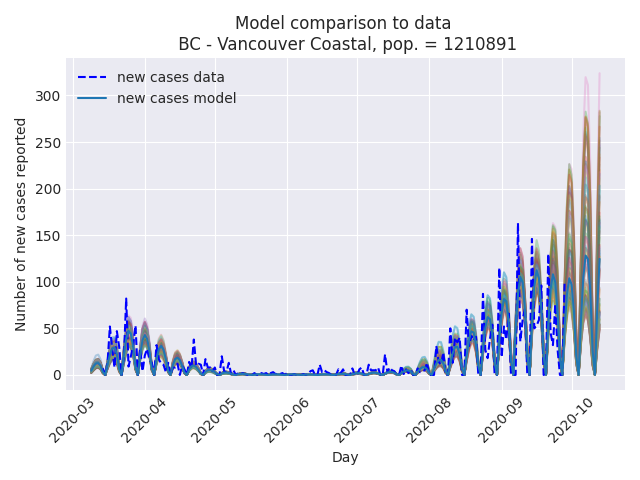 Model comparison to data
BC - Vancouver Coastal, pop. = 1210891
new cases data
new cases model
Number of new cases reported
300
250
200
150
100
50
0
2020-03
2020-04
2020-05
2020-06
2020-07
2020-08
2020-09
2020-10
Day